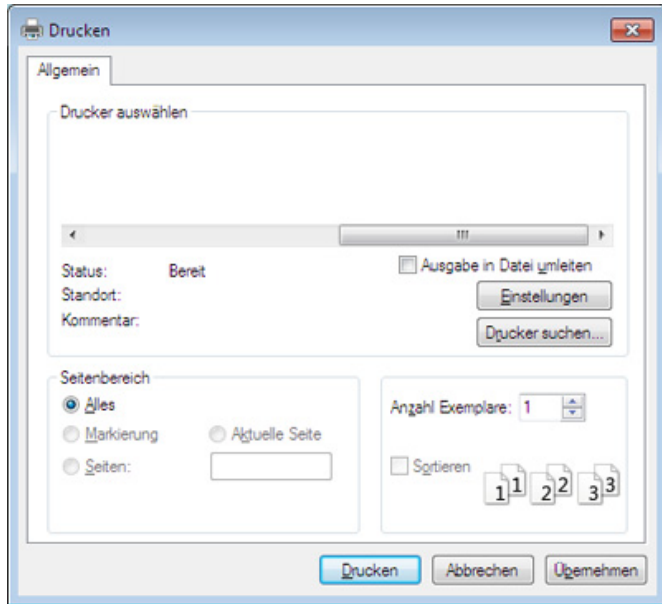 Drucken
Allgemein
Drucker auswählen
Status: Bereit
Ausgabe in Datei umleiten
Standort:
Einstellungen
Kommentar:
Drucker suchen...
Seitenbereich
Alles
Anzahl Exemplare: 1
Markierung Aktuelle Seite
Seiten:
Sortieren
1 1 2 2 3 3
Drucken Abbrechen Übernehmen